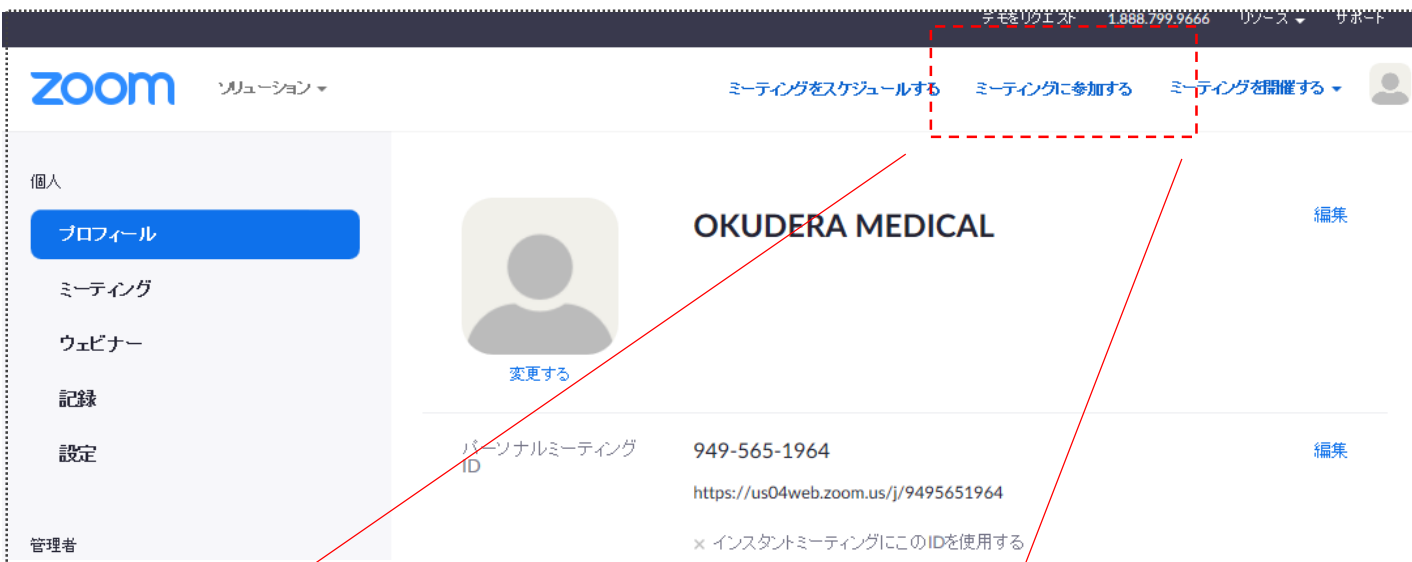 デモをリクエスト 1.888.799.9666 リソース サポート
zoom ソリューション ミーティングをスケジュールする ミーティングに参加する ミーティングを開催する
個人
プロフィール
ミーティング
ウェビナー
記録
設定
管理者
OKUDERA MEDICAL 編集
変更する
パーソナルミーティング
ID
949-565-1964 編集
https://us04web.zoom.us/j/9495651964
× インスタントミーティングにこのIDを使用する